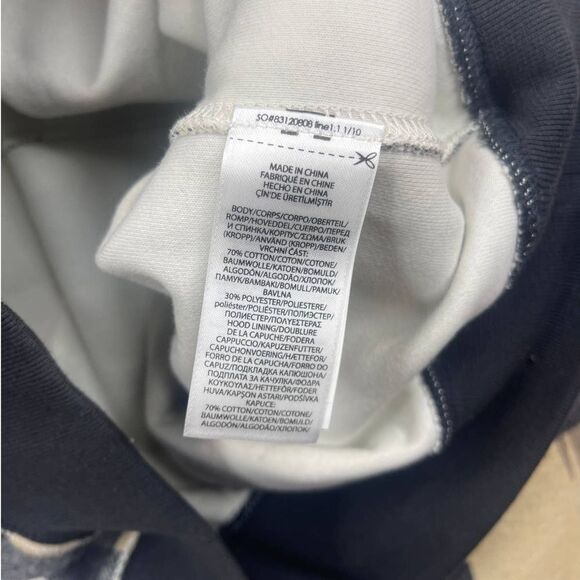 SO#83120808 line1.1 1/10
MADE IN CHINA
FABRIQUÉ EN CHINE
HECHO EN CHINA
ÇİN'DE ÜRETİLMİŞTİR
BODY/CORPS/CORPO/OBERTEIL/
ROMP/HOVEDDEL/CUERPO/ПЕРЕД
И СПИНКА/КОРПУС/ΣΩΜΑ/BRUK
(KROPP)/ANVÄND (KROPP)/BEDEN/
VRCHNÍ ČÁST:
70% COTTON/COTON/COTONE/
BAUMWOLLE/KATOEN/BOMULD/
ALGODÓN/ALGODÃO/ХЛОПОК/
ПАМУК/ΒΑΜΒΑΚΙ/BOMULL/PAMUK/
BAVLNA
30% POLYESTER/POLIESTERE/
poliéster/POLIÉSTER/ПОЛИЭСТЕР/
ПОЛИЕСТЕР/ΠΟΛΥΕΣΤΕΡΑΣ
HOOD LINING/DOUBLURE
DE LA CAPUCHE/FODERA
CAPPUCCIO/KAPUZENFUTTER/
CAPUCHONVOERING/HÆTTEFOR/
FORRO DE LA CAPUCHA/FORRO DO
CAPUZ/ПОДКЛАДКА КАПЮШОНА/
ПОДПЛАТА ЗА КАЧУЛКА/ΦΟΔΡΑ
ΚΟΥΚΟΥΛΑΣ/HETTEFÔR/FODER
HUVA/KAPŞON ASTARI/PODŠÍVKA
KAPUCE:
70% COTTON/COTON/COTONE/
BAUMWOLLE/KATOEN/BOMULD/
ALGODÓN/ALGODÃO/ХЛОПОК/